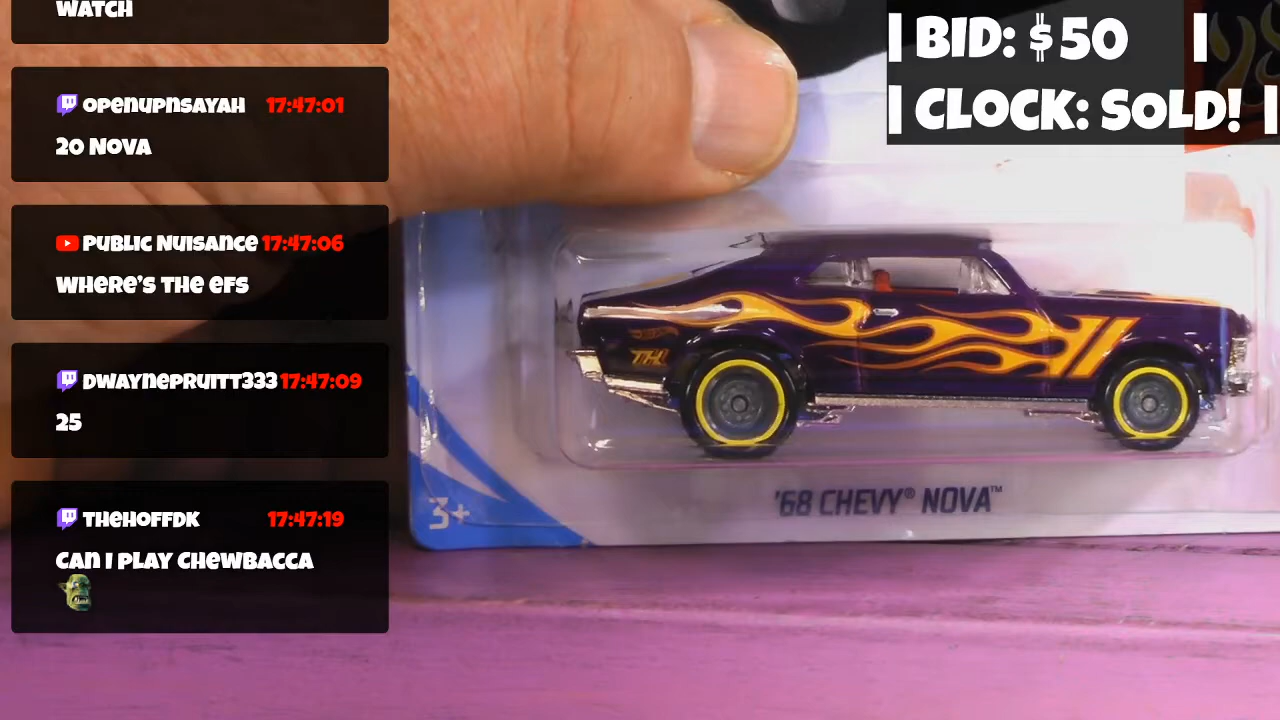 WATCH
OPENUPNSAYAH 17:47:01
20 NOVA
PUBLIC NUISANCE 17:47:06
WHERE'S THE EFS
DWAYNEPRUITT333 17:47:09
25
THEHOFFDK 17:47:19
CAN I PLAY CHEWBACCA
| BID: $50 |
| CLOCK: SOLD! |
TH
'68 CHEVY® NOVA™
3+